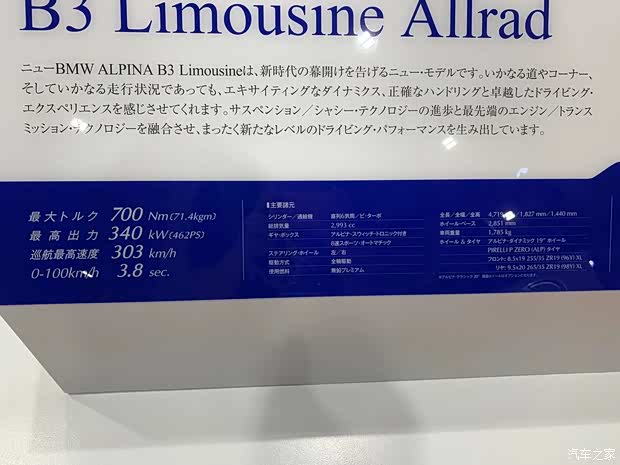 B3 Limousine Allrad
ニューBMW ALPINA B3 Limousineは、新時代の幕開けを告げるニュー・モデルです。いかなる道やコーナー、
そしていかなる走行状況であっても、エキサイティングなダイナミクス、正確なハンドリングと卓越したドライビング・
エクスペリエンスを感じさせてくれます。サスペンション／シャシー・テクノロジーの進歩と最先端のエンジン／トランス
ミッション・テクノロジーを融合させ、まったく新たなレベルのドライビング・パフォーマンスを生み出しています。
最大トルク 700 Nm(71.4kgm)
最高出力 340 kW(462PS)
巡航最高速度 303 km/h
0-100km/h 3.8 sec.
主要諸元
シリンダー／過給機 直列6気筒／ビ・ターボ
総排気量 2,993 cc
ギヤ・ボックス アルピナ・スウィッチ・トロニック付き
8速スポーツ・オートマチック
ステアリング・ホイール 左／右
駆動方式 全輪駆動
使用燃料 無鉛プレミアム
全長／全幅／全高 4,719 / 1,827 mm / 1,440 mm
ホイール・ベース 2,851 mm
車両重量 1,785 kg
ホイール & タイヤ アルピナ・ダイナミック 19" ホイール
PIRELLI P ZERO (ALP) タイヤ
フロント: 8.5x19 255/35 ZR19 (96Y) XL
リヤ: 9.5x20 265/35 ZR19 (98Y) XL
汽车之家